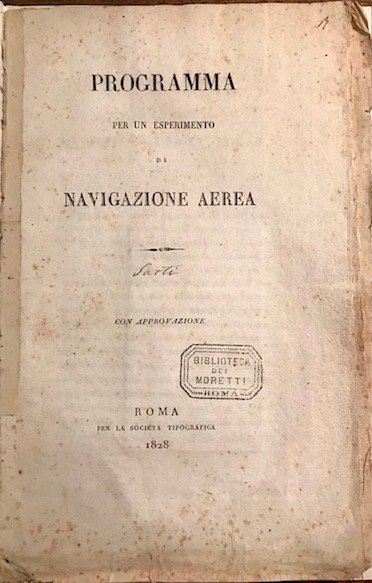 PROGRAMMA
PER UN ESPERIMENTO
DI
NAVIGAZIONE AEREA
Sarti
CON APPROVAZIONE
BIBLIOTECA
DEI
MORETTI
ROMA
ROMA
PER LA SOCIETA TIPOGRAFICA
1828